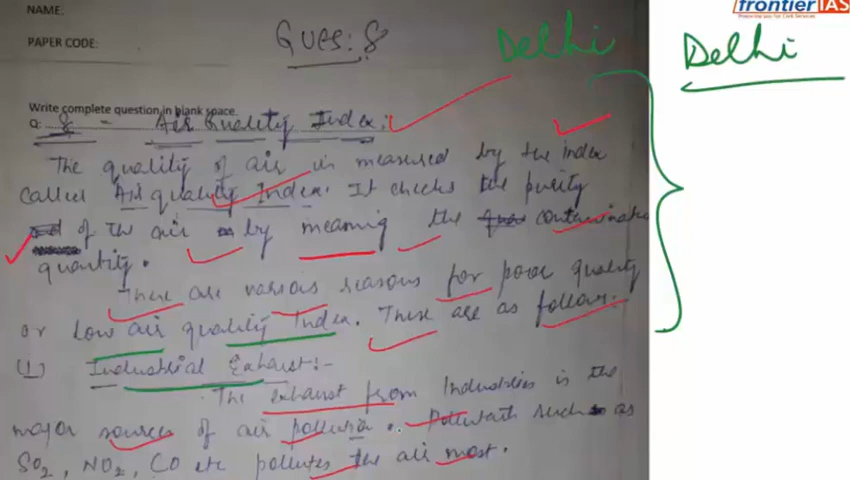 NAME:
PAPER CODE:
Ques: 8
Delhi
frontierIAS
Delhi
Write complete question in blank space.
Q. 8 - Air Quality Index:
The quality of air is measured by the index
called Air quality Index. It checks the purity
of the air by meaning the
quantity.
There are various reasons for poor quality
or low air quality Index. These are as follows:
(1) Industrial Exhaust:-
The exhaust from Industries is the
major sources of air pollution. Pollutants such as
SO2, NO2, CO etc pollutes the air most.